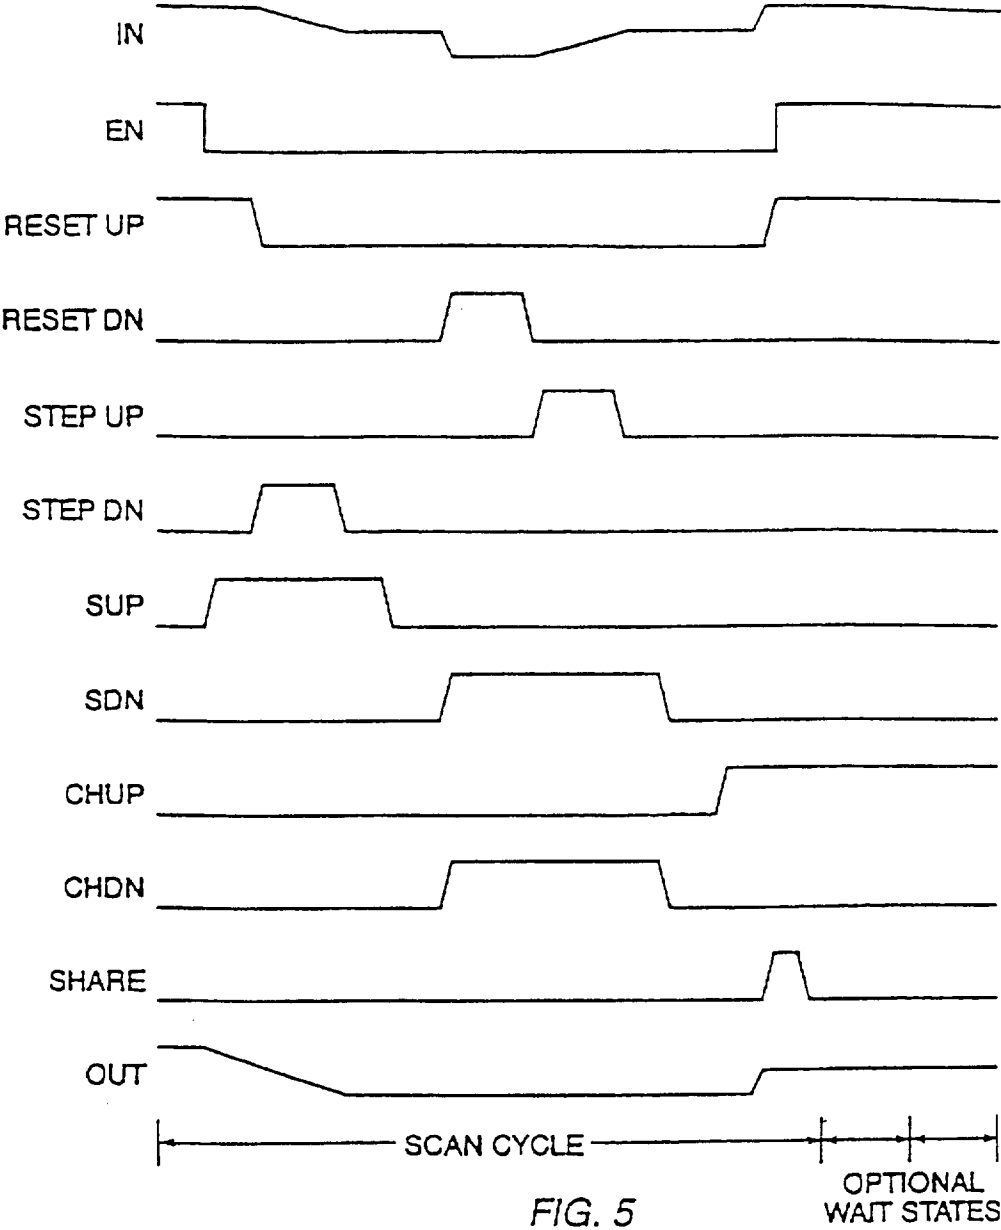 IN
EN
RESET UP
RESET DN
STEP UP
STEP DN
SUP
SDN
CHUP
CHDN
SHARE
OUT
SCAN CYCLE
OPTIONAL
WAIT STATES
FIG. 5